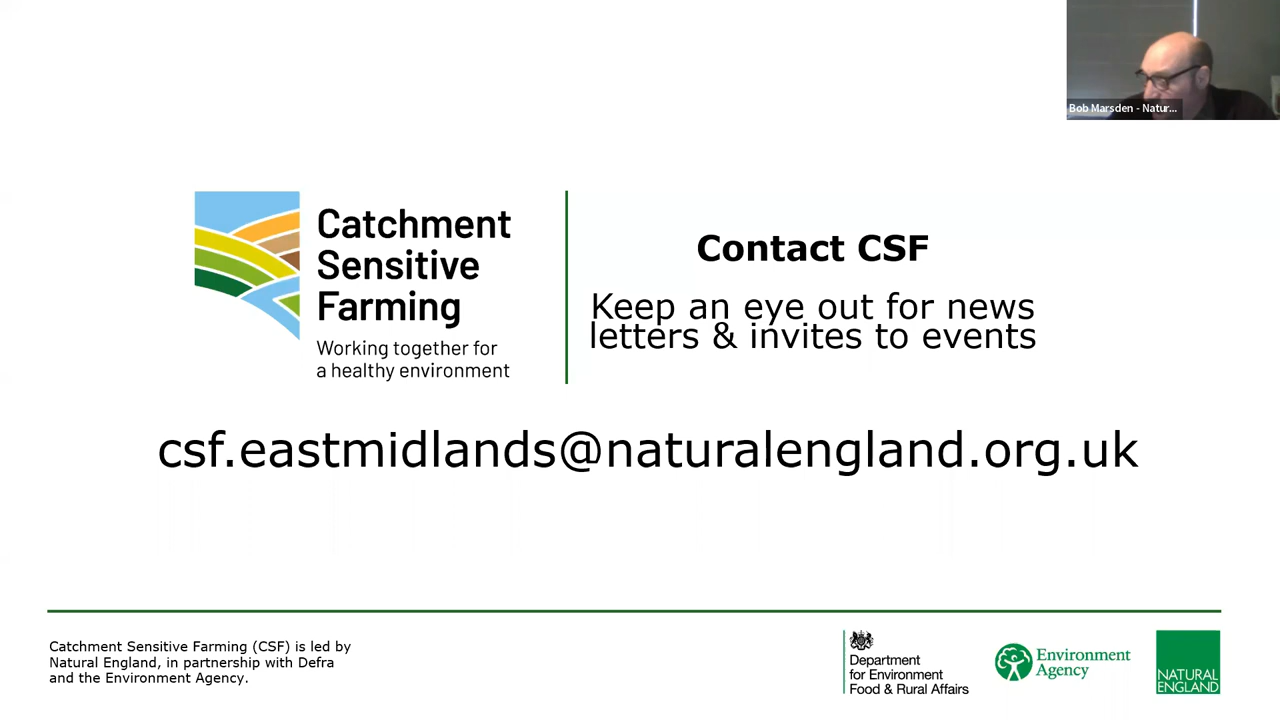 Bob Marsden - Natur...
Catchment
Sensitive
Farming
Working together for
a healthy environment
Contact CSF
Keep an eye out for news
letters & invites to events
csf.eastmidlands@naturalengland.org.uk
Catchment Sensitive Farming (CSF) is led by
Natural England, in partnership with Defra
and the Environment Agency.
Department
for Environment
Food & Rural Affairs
Environment
Agency
NATURAL
ENGLAND